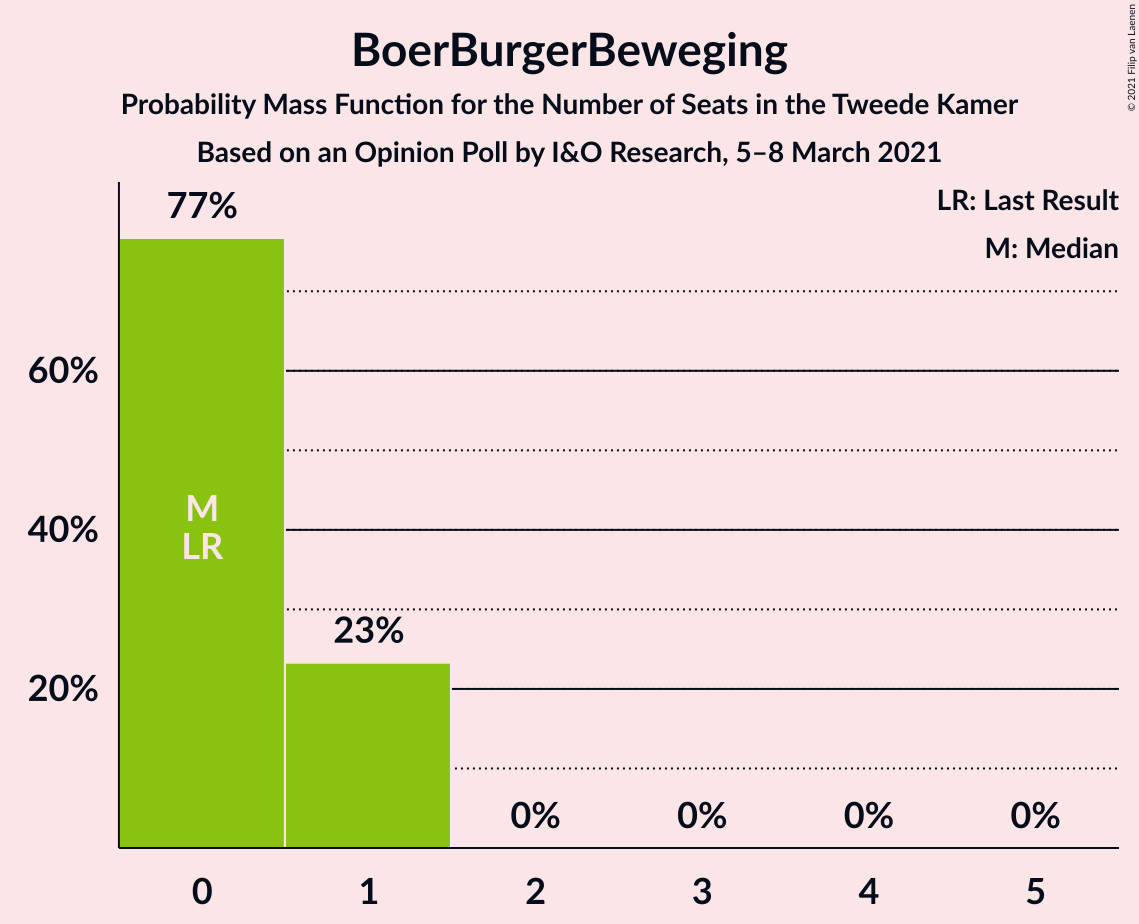 BoerBurgerBeweging
Probability Mass Function for the Number of Seats in the Tweede Kamer
Based on an Opinion Poll by I&O Research, 5–8 March 2021
© 2021 Filip van Laenen
LR: Last Result
M: Median
77%
60%
40%
20%
M
LR
23%
0%
0%
0%
0%
0
1
2
3
4
5